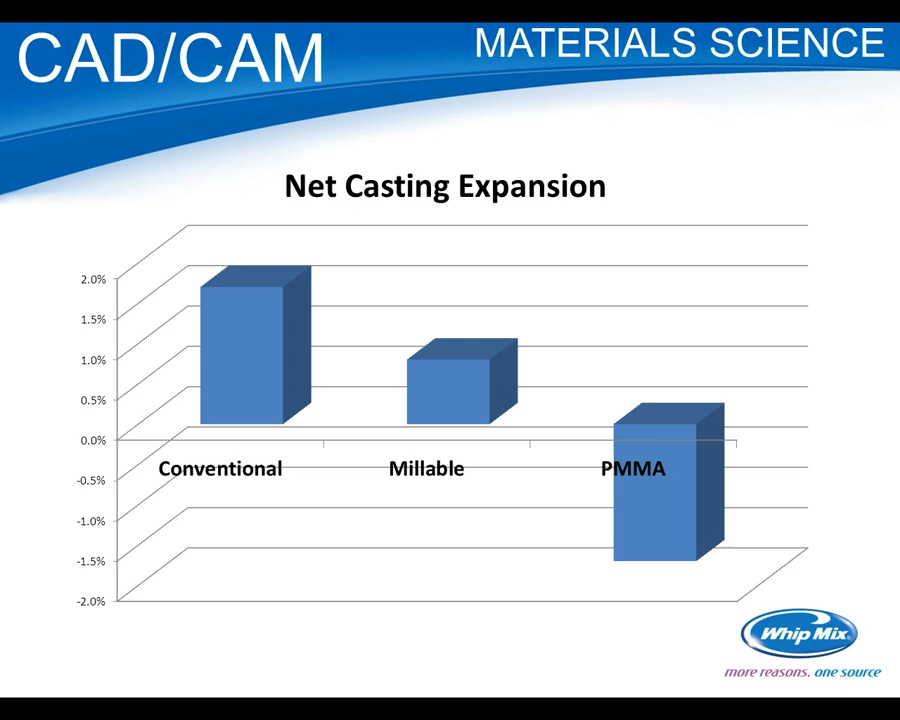 CAD/CAM
MATERIALS SCIENCE
Net Casting Expansion
2.0%
1.5%
1.0%
0.5%
0.0%
-0.5%
-1.0%
-1.5%
-2.0%
Conventional Millable PMMA
Whip Mix
more reasons. one source